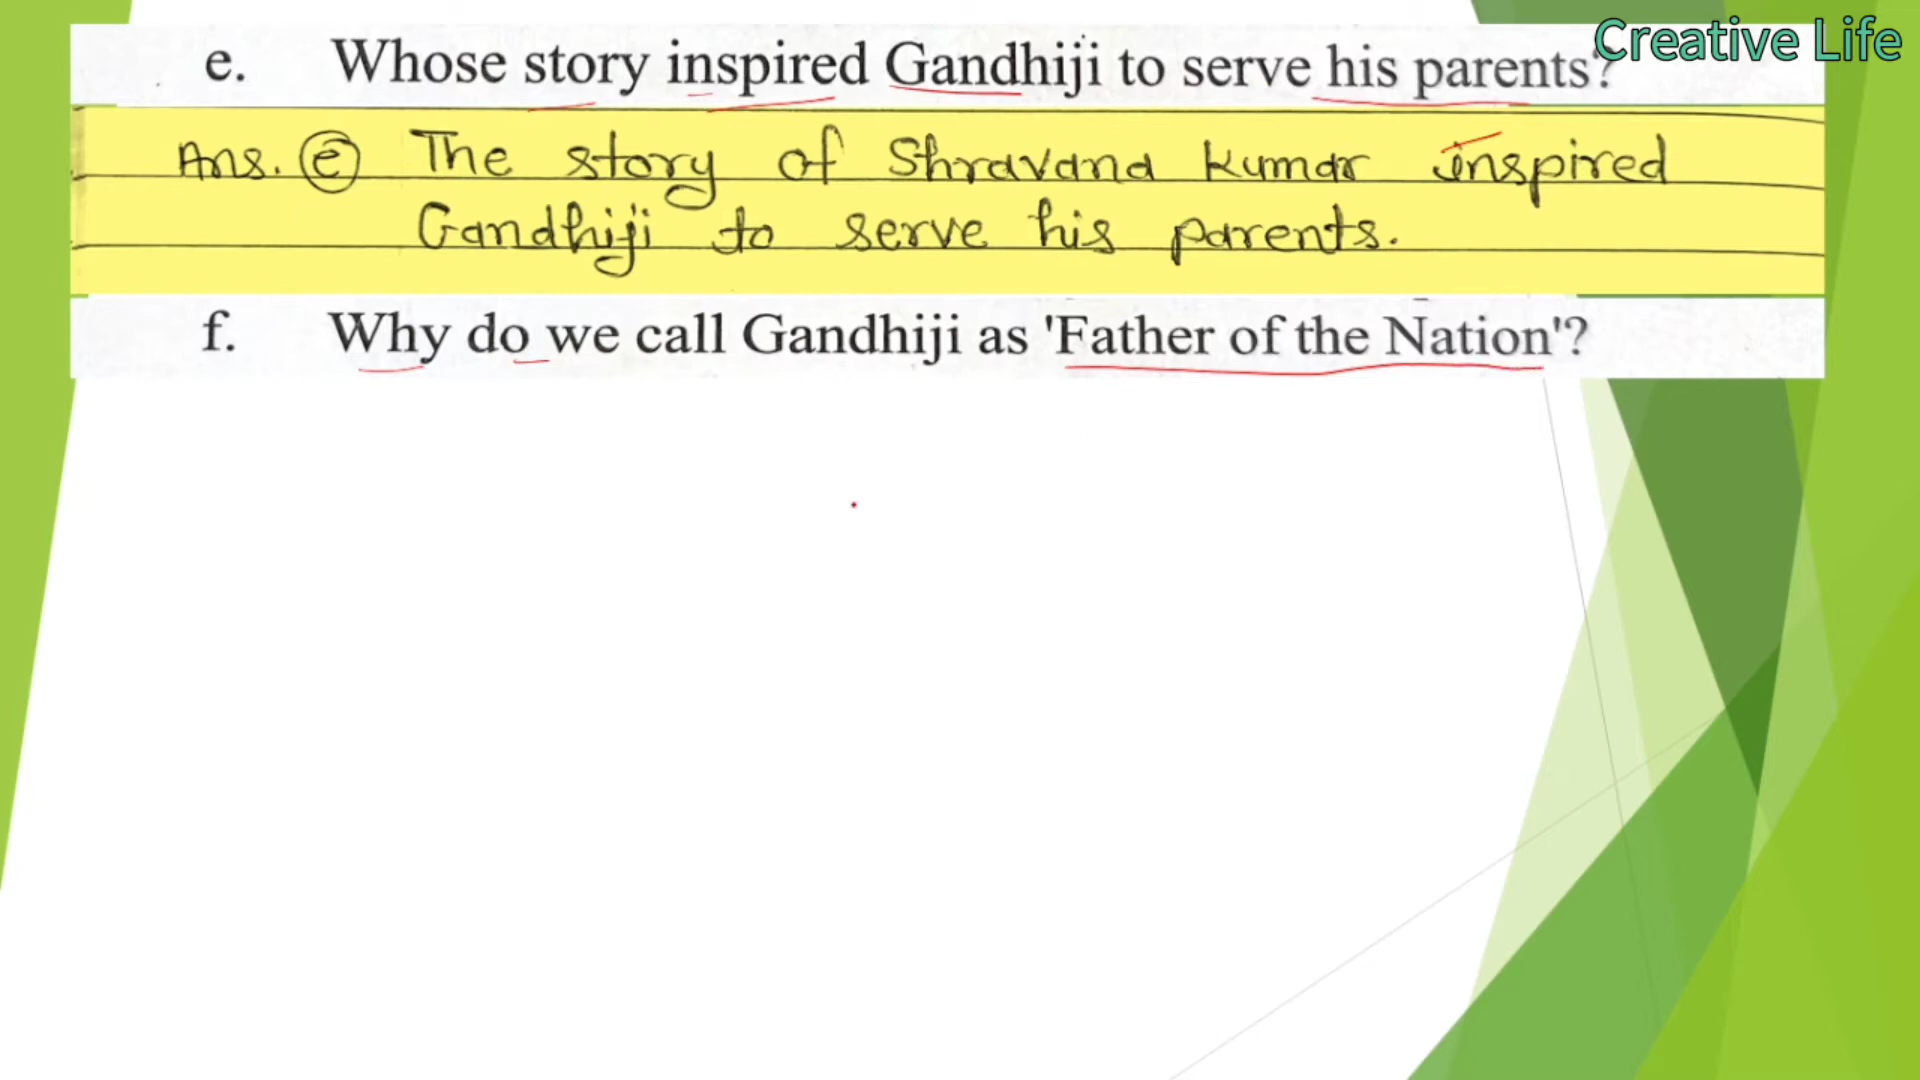 Creative Life
e. Whose story inspired Gandhiji to serve his parents?
Ans. (e) The story of Shravana Kumar inspired
Gandhiji to serve his parents.
f. Why do we call Gandhiji as 'Father of the Nation'?